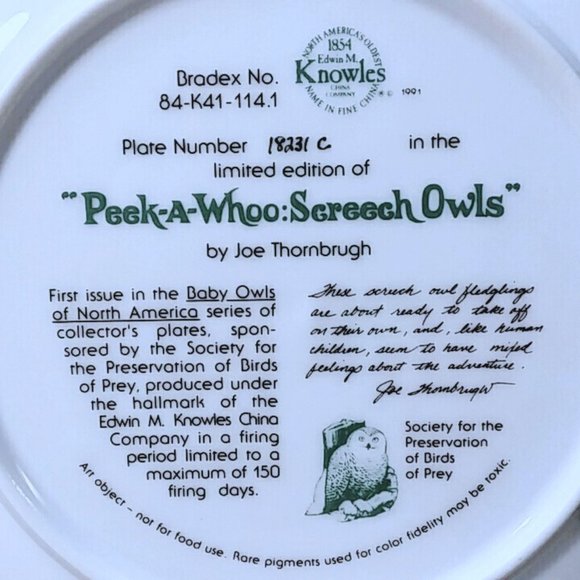 NORTH AMERICA'S OLDEST
1854
Edwin M.
Knowles
CHINA
COMPANY
NAME IN FINE CHINA
®© 1991
Bradex No.
84-K41-114.1
Plate Number 18231 C in the
limited edition of
"Peek-A-Whoo: Screech Owls"
by Joe Thornbrugh
First issue in the Baby Owls
of North America series of
collector's plates, spon-
sored by the Society for
the Preservation of Birds
of Prey, produced under
the hallmark of the
Edwin M. Knowles China
Company in a firing
period limited to a
maximum of 150
firing days.
These screech owl fledglings
are about ready to take off
on their own, and, like human
children, seem to have mixed
feelings about the adventure.
Joe Thornbrugh
Society for the
Preservation
of Birds
of Prey
Art object - not for food use. Rare pigments used for color fidelity may be toxic.